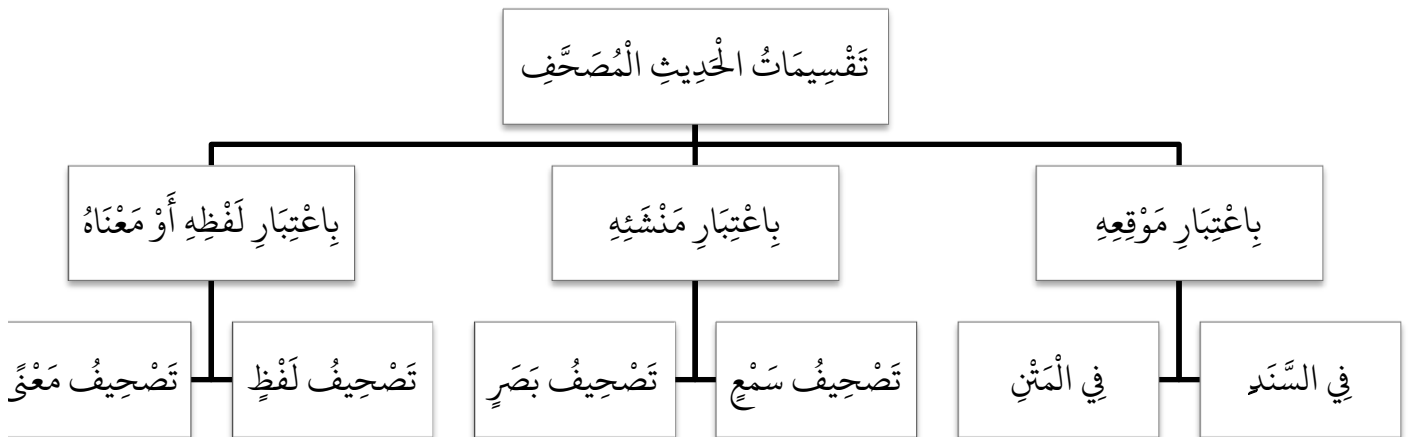 تَقْسِيمَاتُ الْحَدِيثِ الْمُصَحَّفِ
بِاعْتِبَارِ مَوْقِعِهِ
بِاعْتِبَارِ مَنْشَئِهِ
بِاعْتِبَارِ لَفْظِهِ أَوْ مَعْنَاهُ
فِي السَّنَدِ
فِي الْمَتْنِ
تَصْحِيفُ سَمْعٍ
تَصْحِيفُ بَصَرٍ
تَصْحِيفُ لَفْظٍ
تَصْحِيفُ مَعْنًى